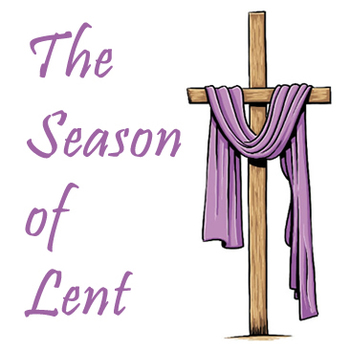 The
Season
of
Lent